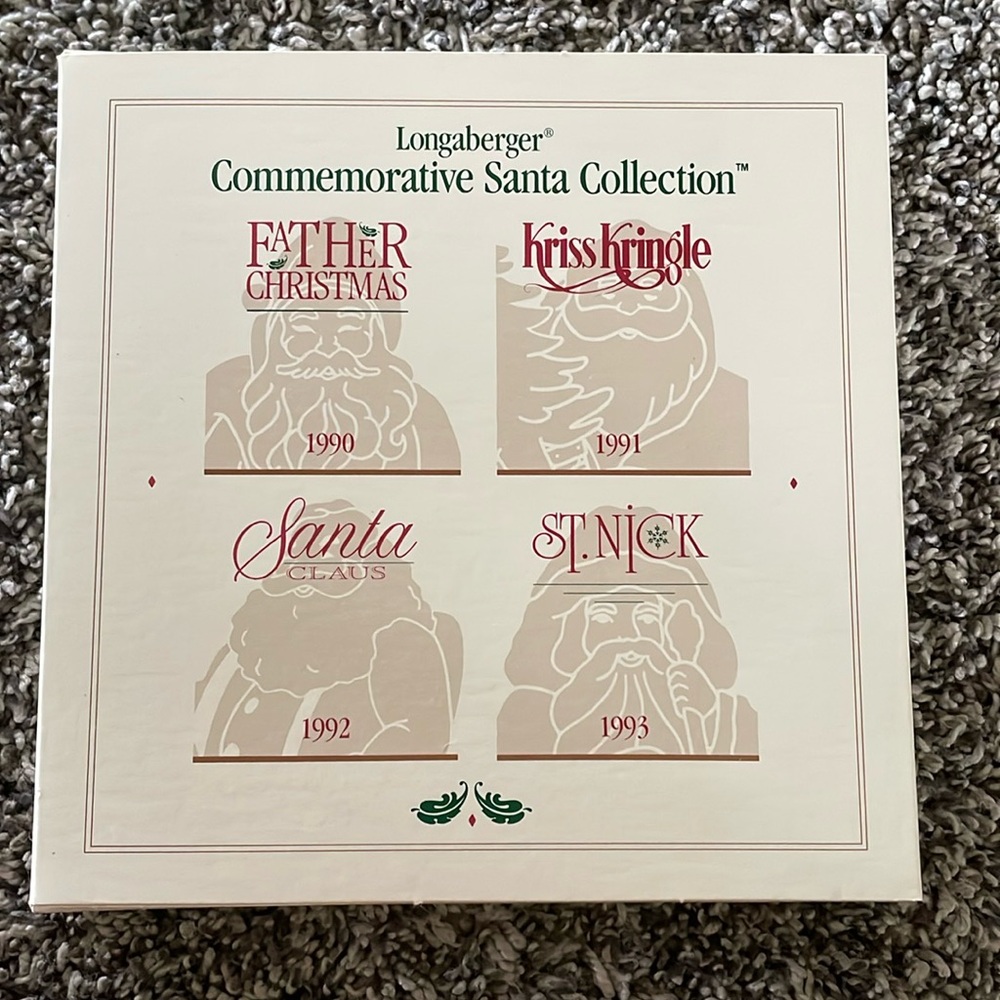 Longaberger®
Commemorative Santa Collection™
FATHER
CHRISTMAS
1990
Kriss Kringle
1991
Santa
CLAUS
1992
ST. NICK
1993